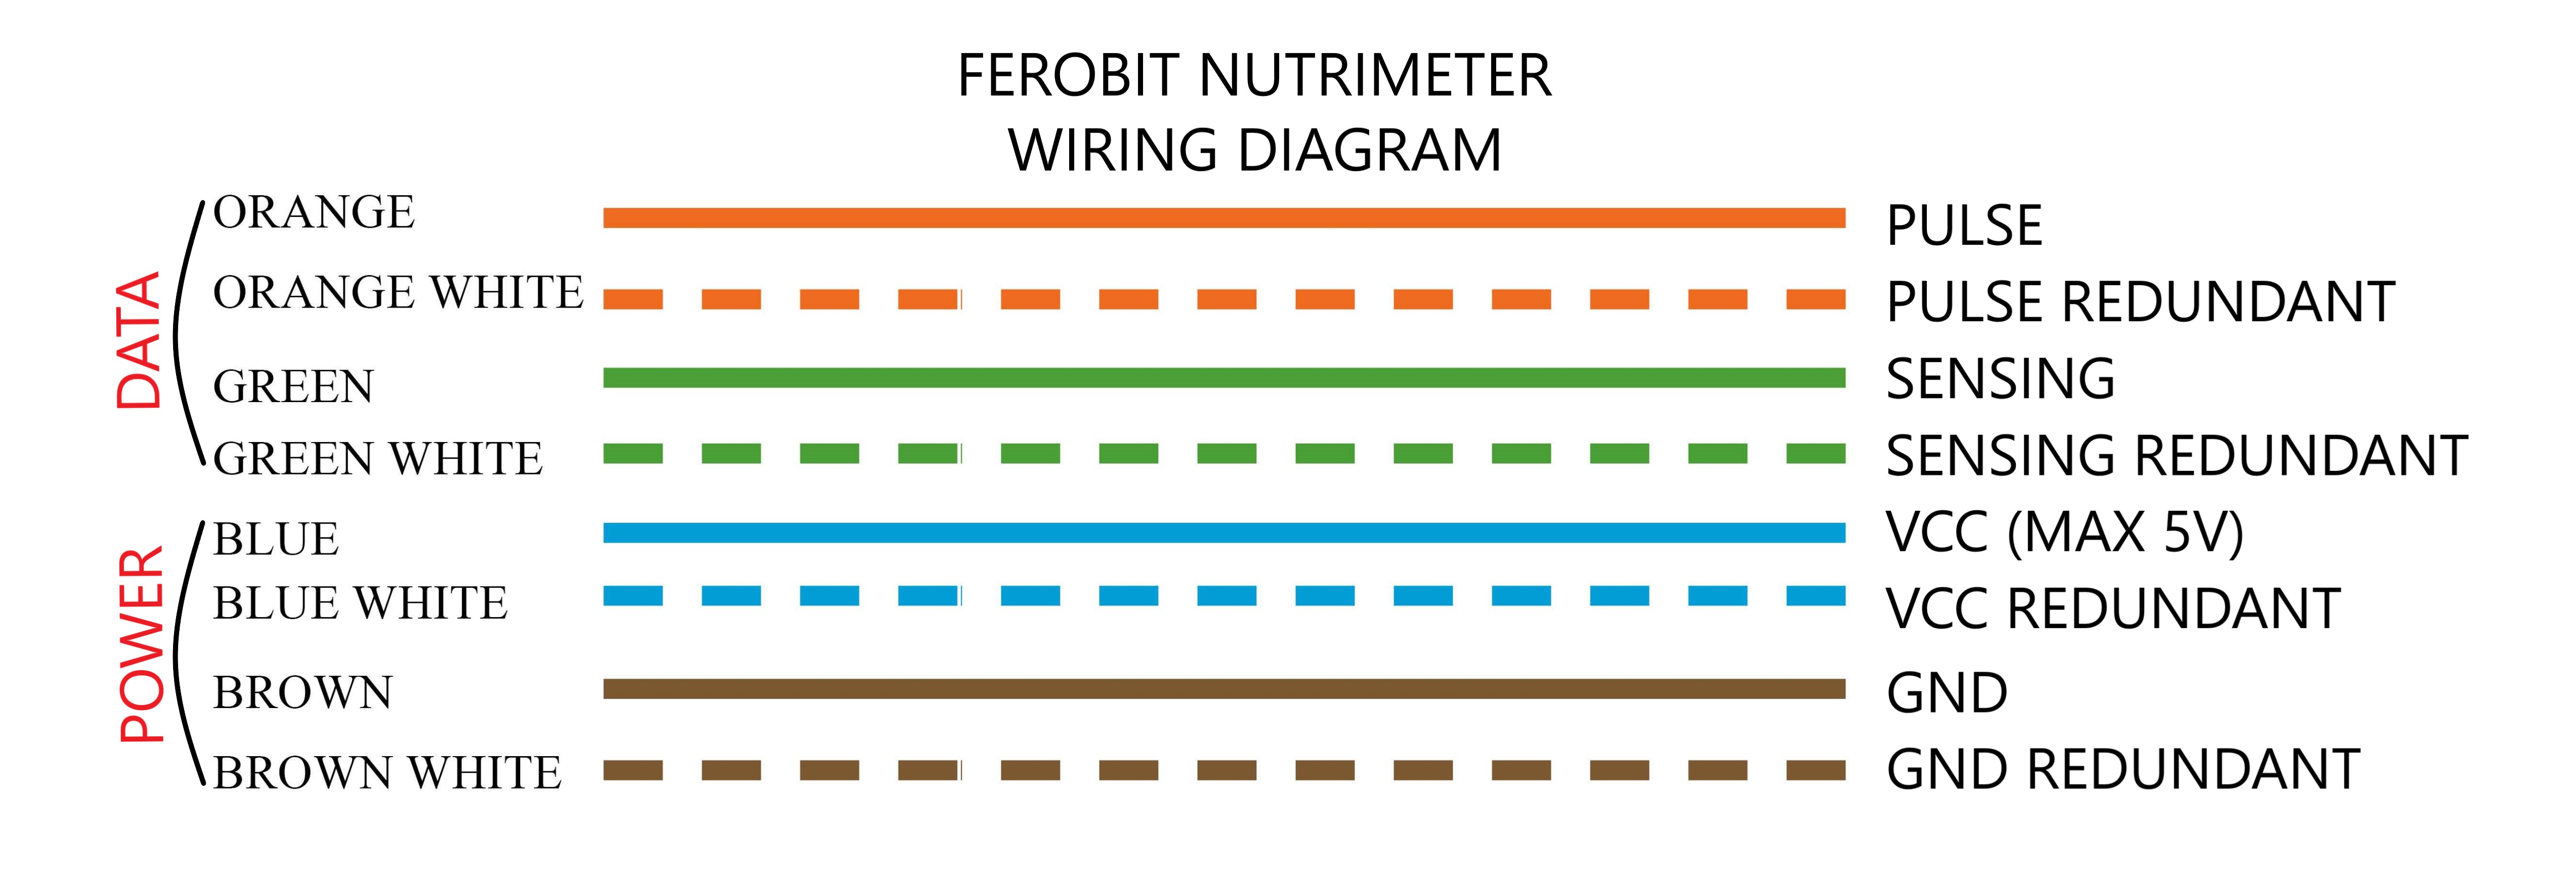 FEROBIT NUTRIMETER
WIRING DIAGRAM
DATA
ORANGE
PULSE
ORANGE WHITE
PULSE REDUNDANT
GREEN
SENSING
GREEN WHITE
SENSING REDUNDANT
POWER
BLUE
VCC (MAX 5V)
BLUE WHITE
VCC REDUNDANT
BROWN
GND
BROWN WHITE
GND REDUNDANT